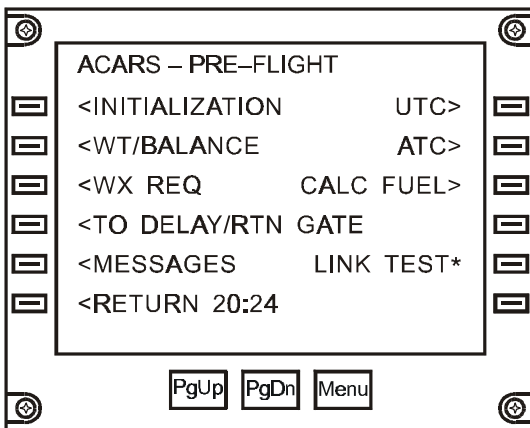 ACARS – PRE–FLIGHT
<INITIALIZATION UTC>
<WT/BALANCE ATC>
<WX REQ CALC FUEL>
<TO DELAY/RTN GATE
<MESSAGES LINK TEST*
<RETURN 20:24
PgUp PgDn Menu